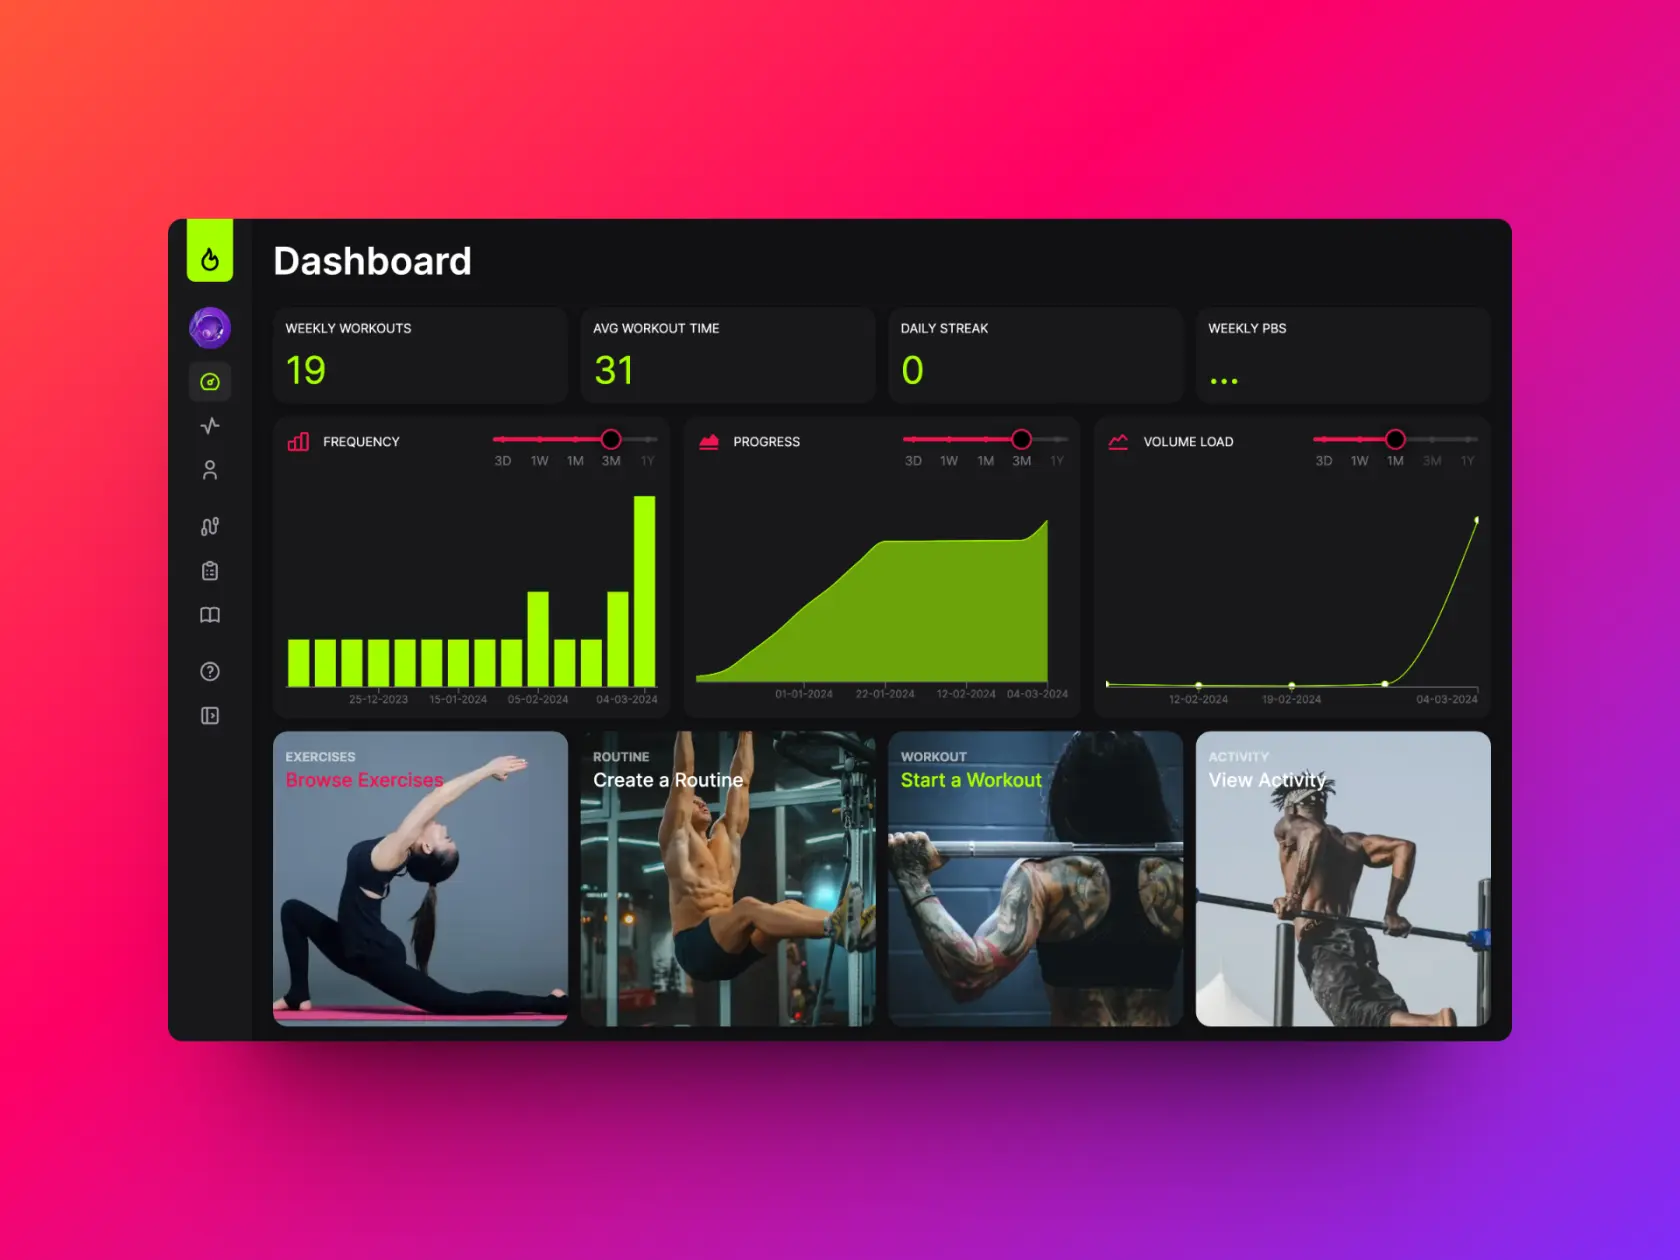 Dashboard
WEEKLY WORKOUTS
19
AVG WORKOUT TIME
31
DAILY STREAK
0
WEEKLY PBS
...
FREQUENCY
3D 1W 1M 3M 1Y
25-12-2023 15-01-2024 05-02-2024 04-03-2024
PROGRESS
3D 1W 1M 3M 1Y
01-01-2024 22-01-2024 12-02-2024 04-03-2024
VOLUME LOAD
3D 1W 1M 3M 1Y
12-02-2024 19-02-2024 04-03-2024
EXERCISES
Browse Exercises
ROUTINE
Create a Routine
WORKOUT
Start a Workout
ACTIVITY
View Activity